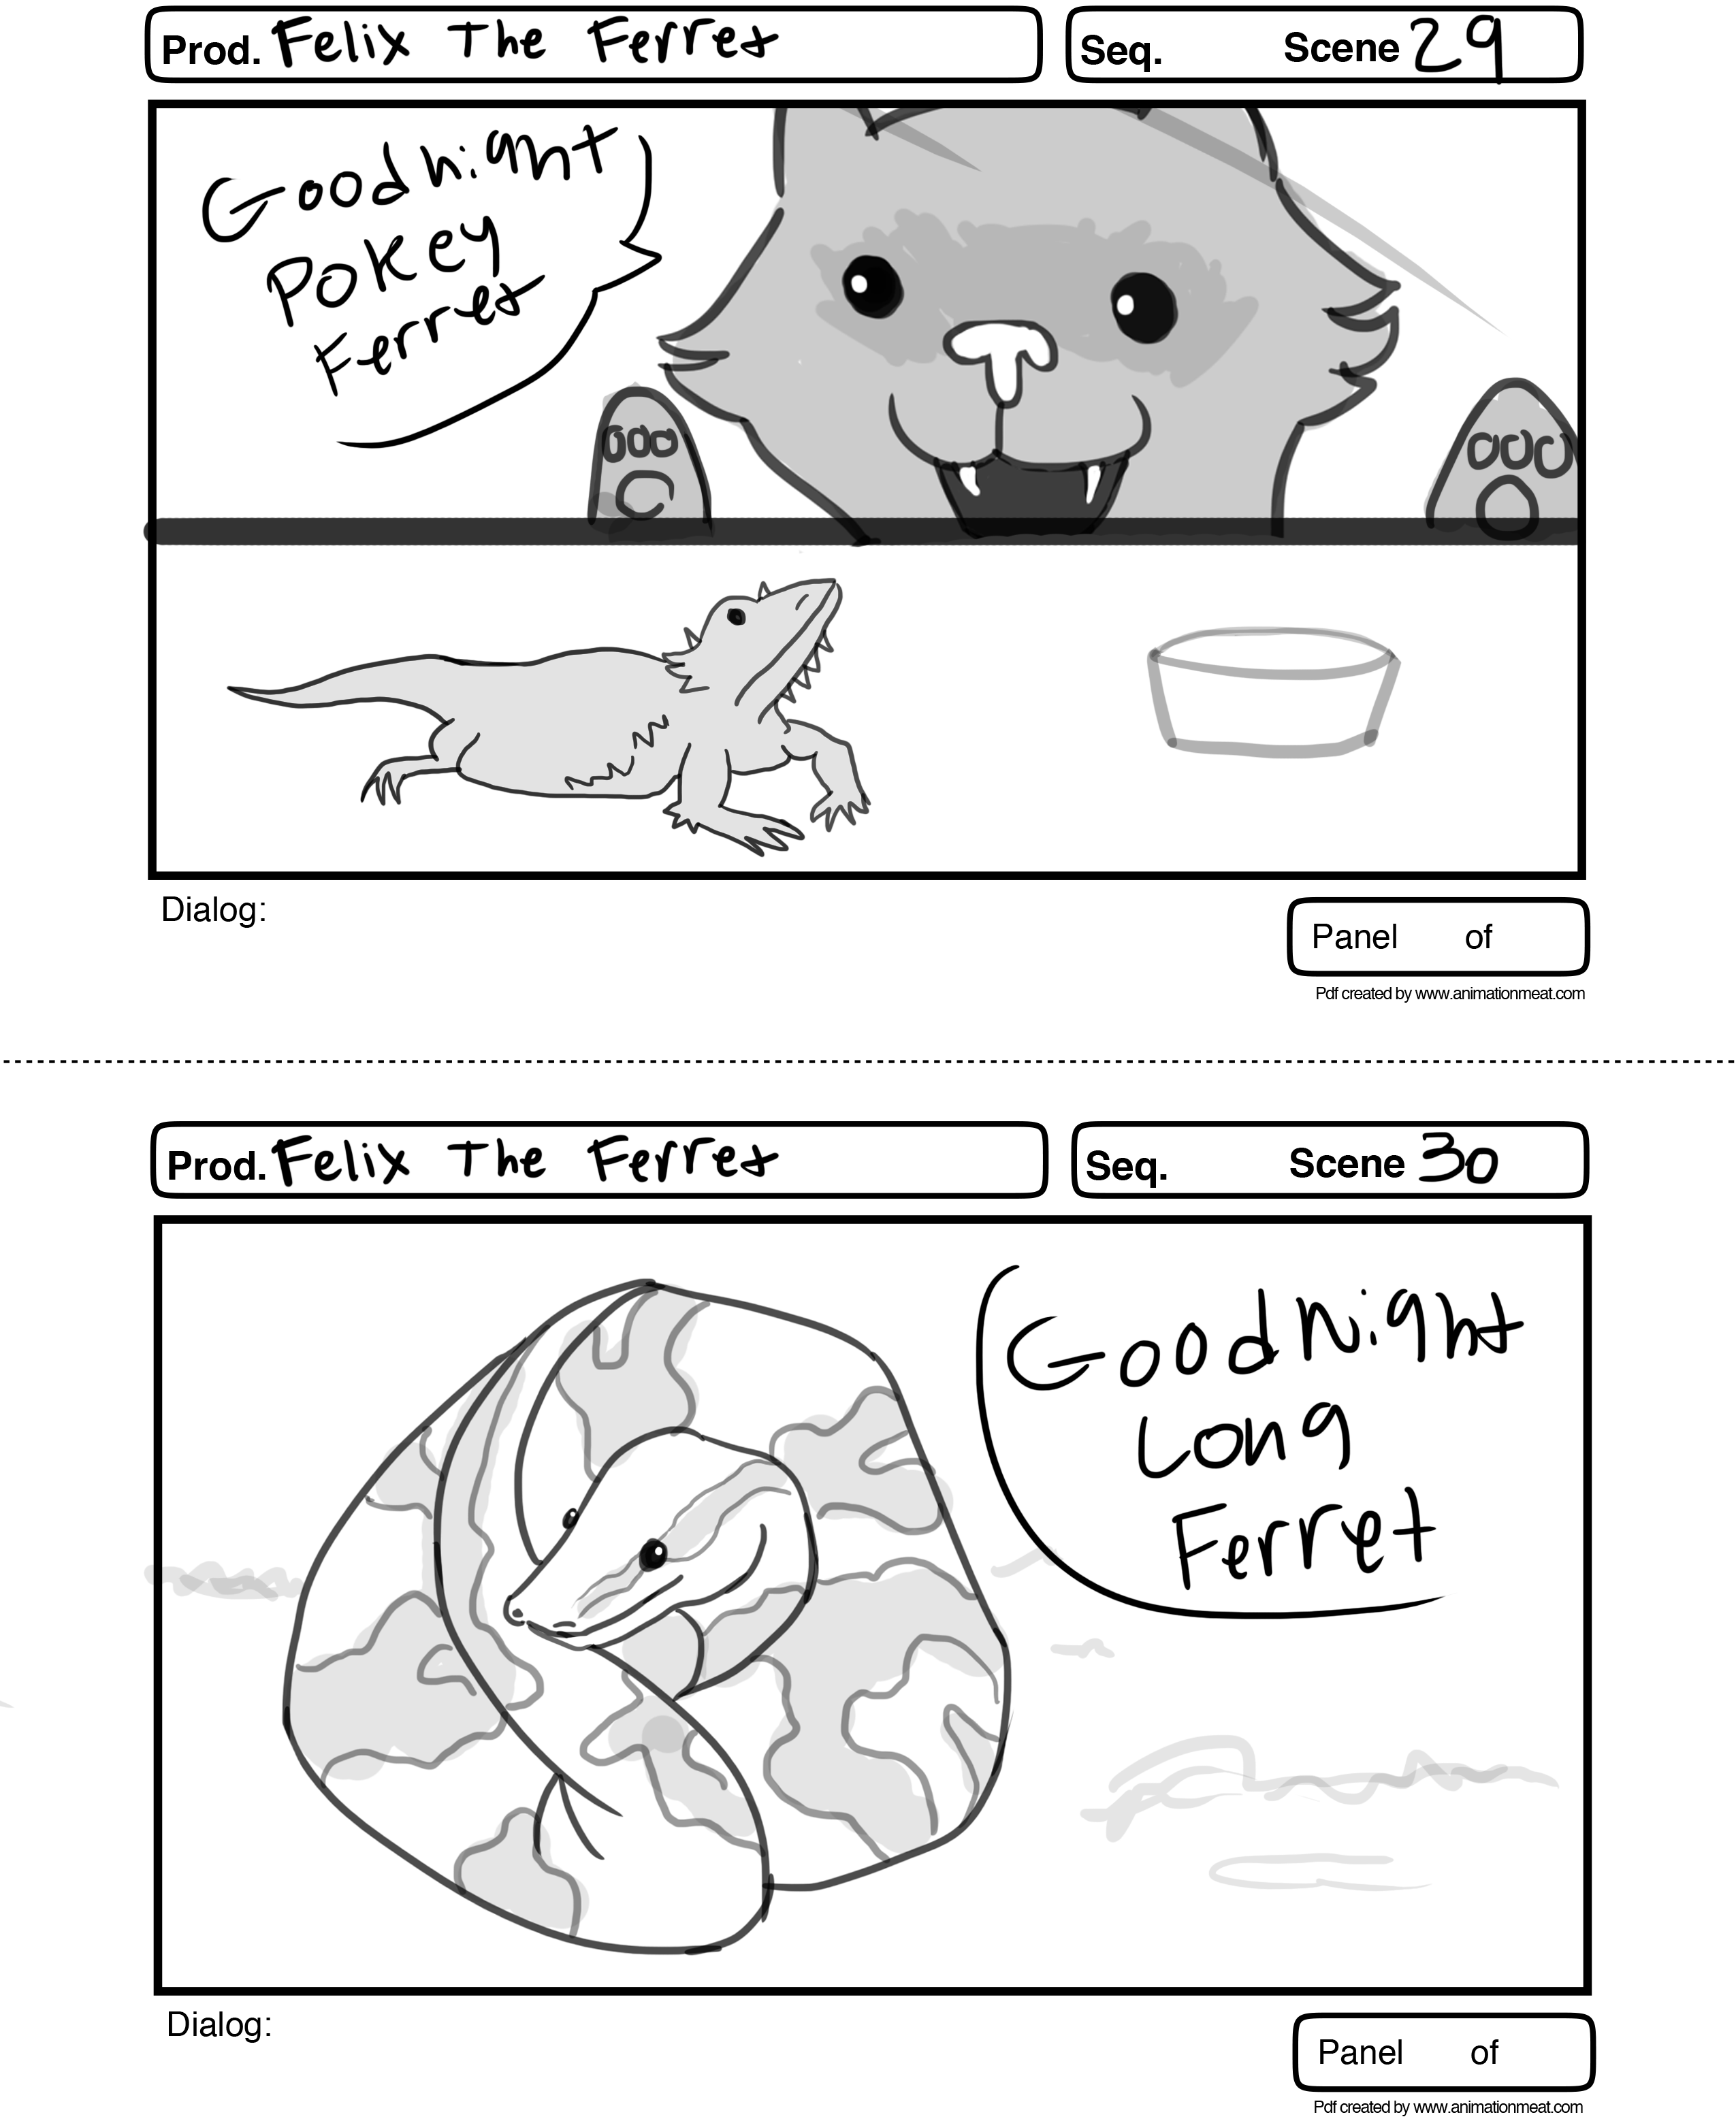 Prod. Felix The Ferret
Seq. Scene 29
Goodnight
Pokey
Ferret
Dialog:
Panel of
Pdf created by www.animationmeat.com
Prod. Felix The Ferret
Seq. Scene 30
Goodnight
Long
Ferret
Dialog:
Panel of
Pdf created by www.animationmeat.com